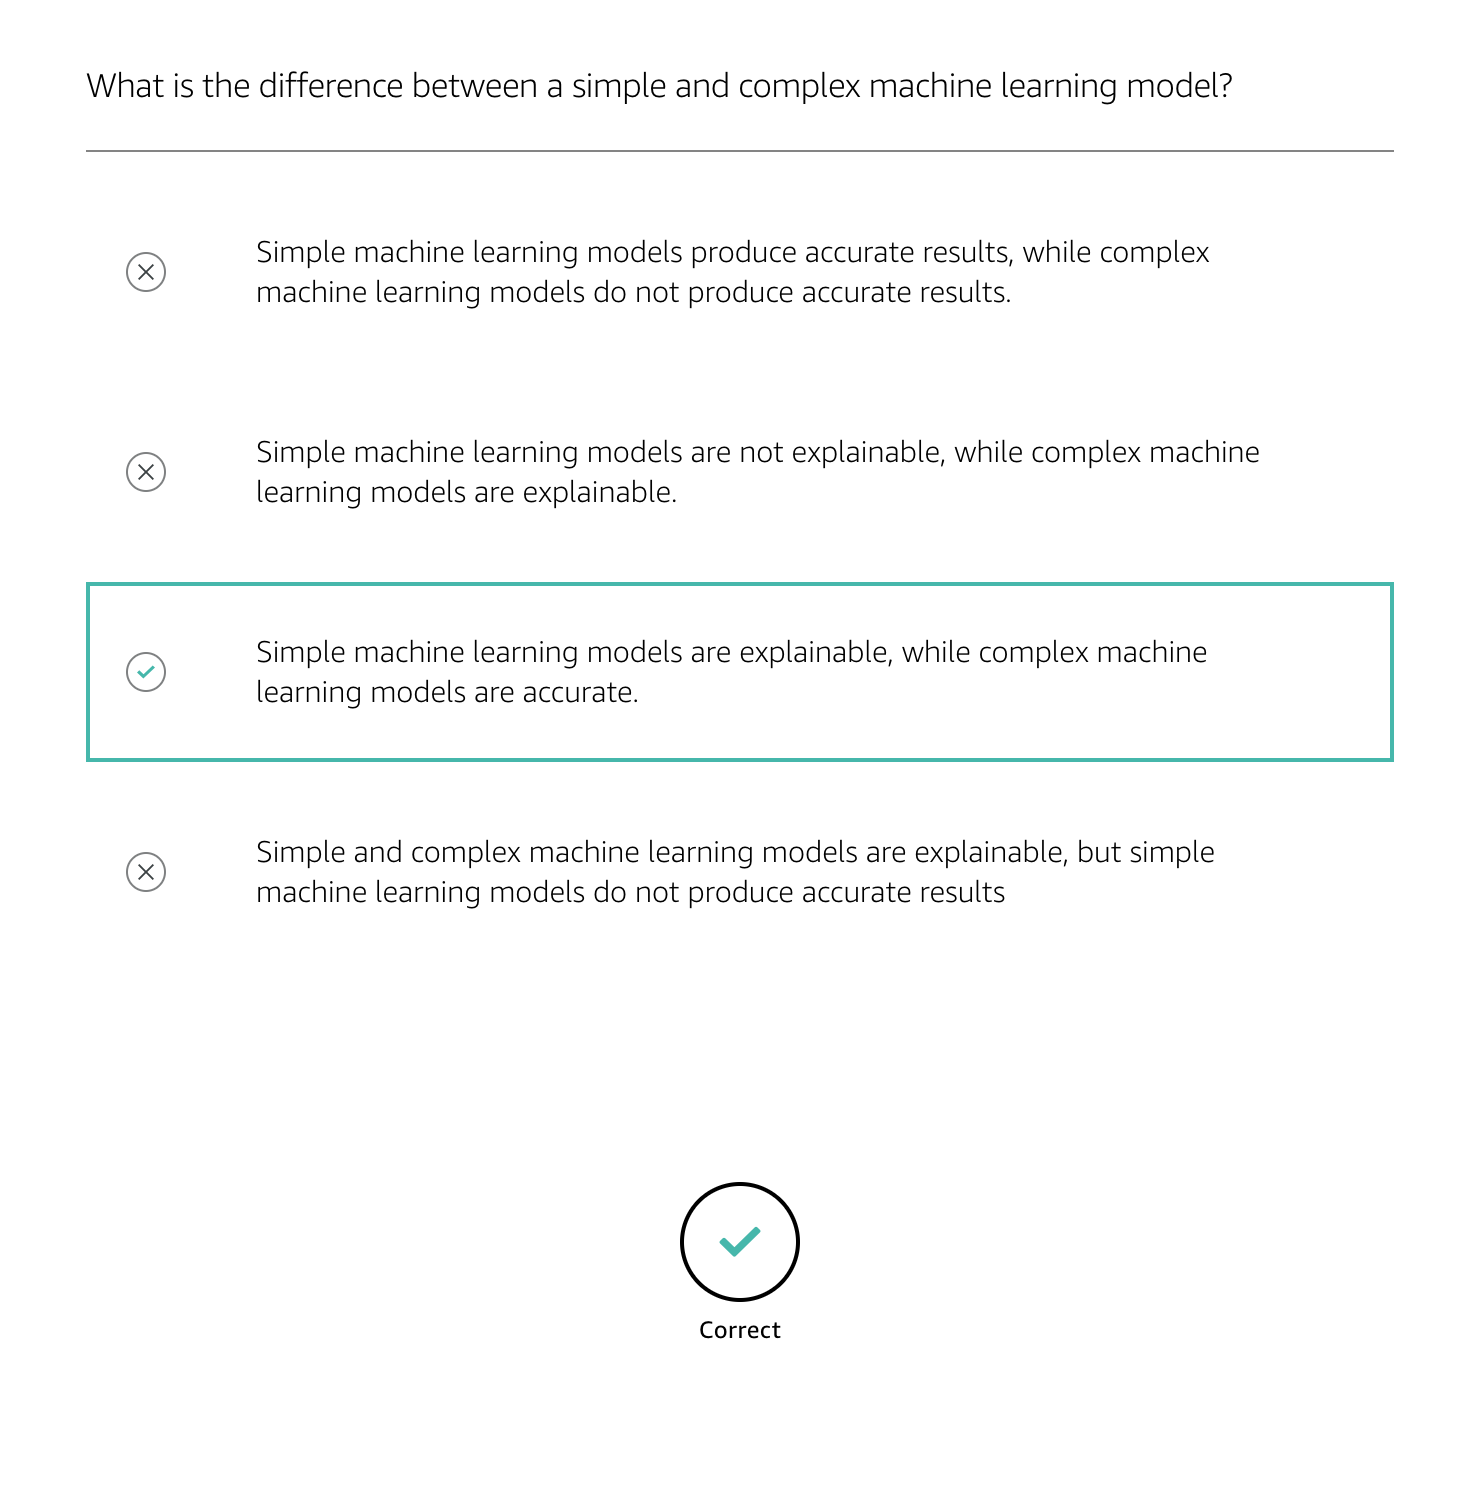 What is the difference between a simple and complex machine learning model?
Simple machine learning models produce accurate results, while complex
machine learning models do not produce accurate results.
Simple machine learning models are not explainable, while complex machine
learning models are explainable.
Simple machine learning models are explainable, while complex machine
learning models are accurate.
Simple and complex machine learning models are explainable, but simple
machine learning models do not produce accurate results
Correct